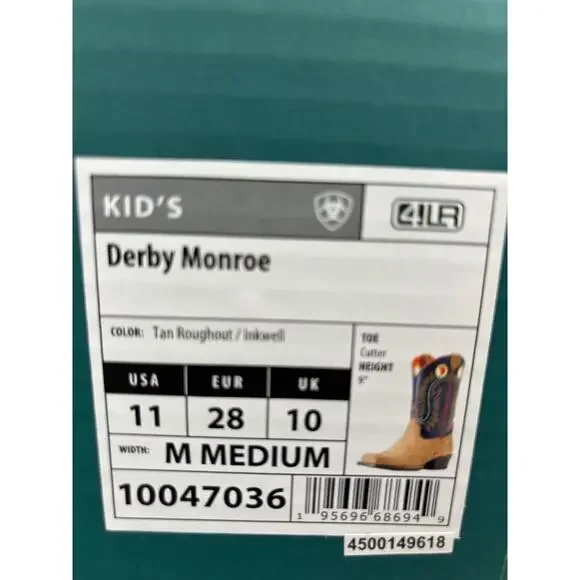 KID'S
4LR
Derby Monroe
COLOR: Tan Roughout / Inkwell
TOE
Cutter
HEIGHT
9"
USA EUR UK
11 28 10
WIDTH: M MEDIUM
10047036
1 95696 68694 9
4500149618